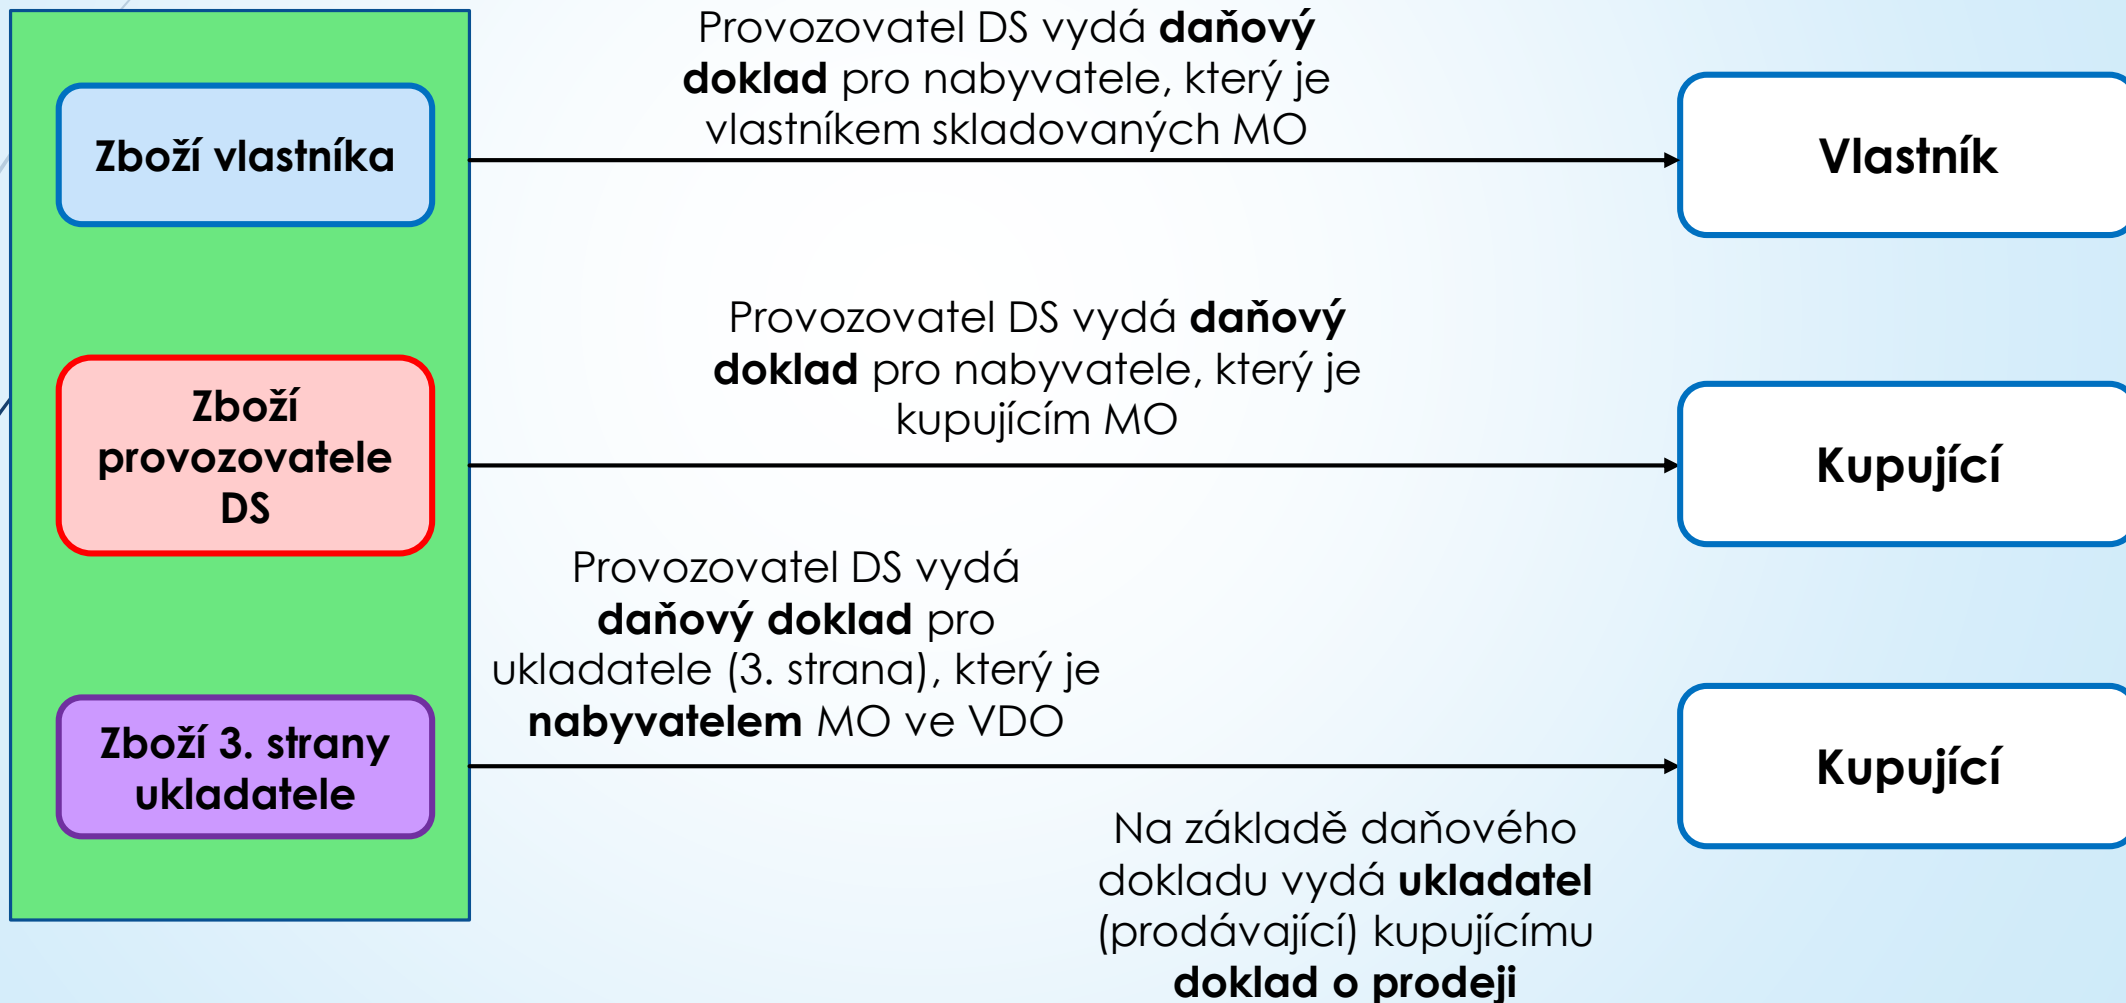 Provozovatel DS vydá daňový
doklad pro nabyvatele, který je
vlastníkem skladovaných MO
Zboží vlastníka
Vlastník
Provozovatel DS vydá daňový
doklad pro nabyvatele, který je
kupujícím MO
Zboží
provozovatele
DS
Kupující
Provozovatel DS vydá
daňový doklad pro
ukladatele (3. strana), který je
nabyvatelem MO ve VDO
Zboží 3. strany
ukladatele
Kupující
Na základě daňového
dokladu vydá ukladatel
(prodávající) kupujícímu
doklad o prodeji